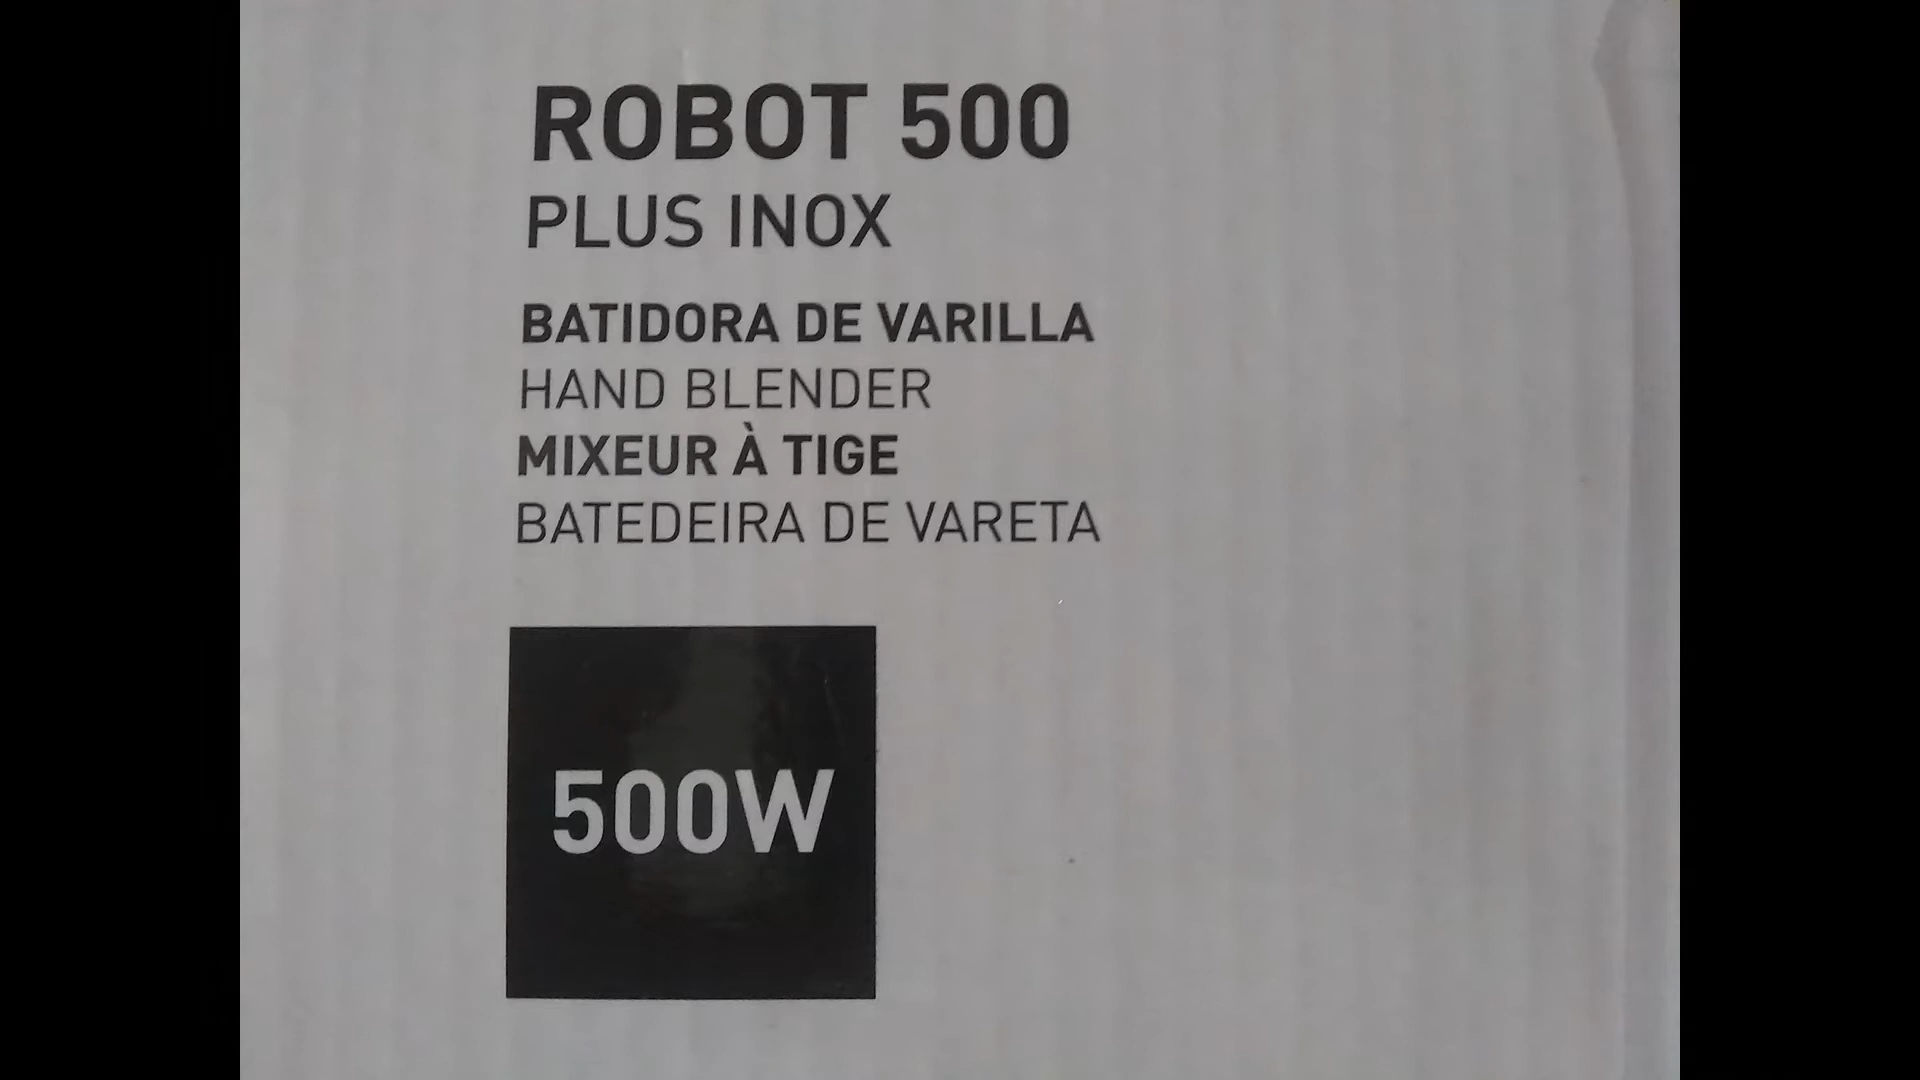 ROBOT 500
PLUS INOX
BATIDORA DE VARILLA
HAND BLENDER
MIXEUR À TIGE
BATEDEIRA DE VARETA
500W